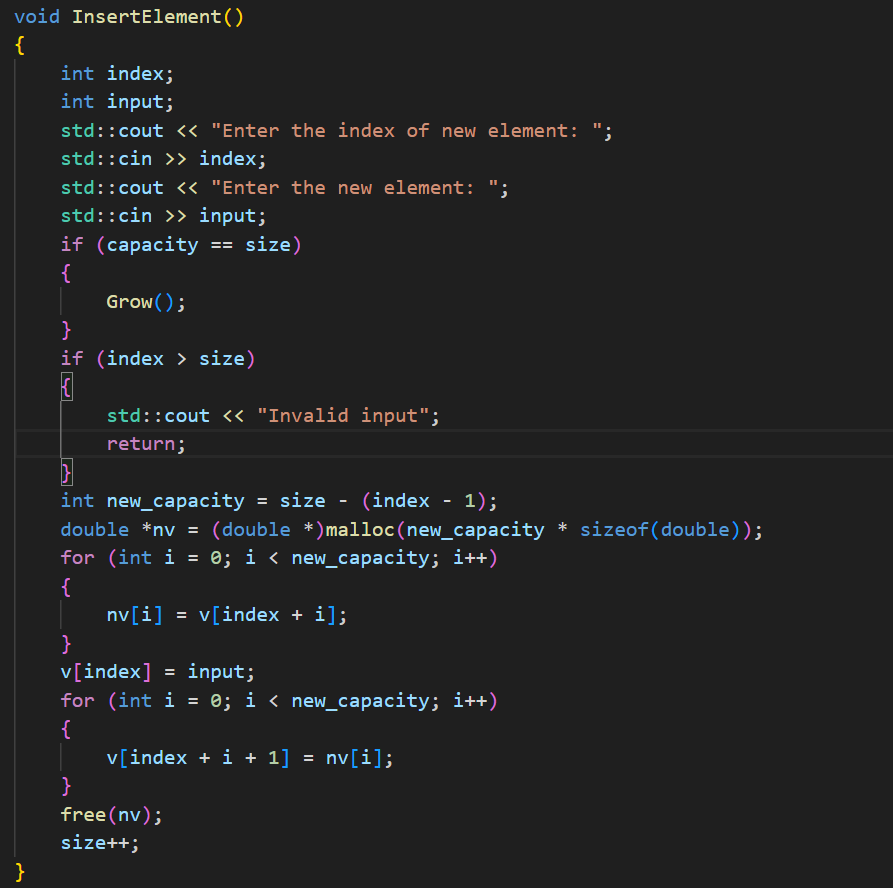 void InsertElement()
{
    int index;
    int input;
    std::cout << "Enter the index of new element: ";
    std::cin >> index;
    std::cout << "Enter the new element: ";
    std::cin >> input;
    if (capacity == size)
    {
        Grow();
    }
    if (index > size)
    {
        std::cout << "Invalid input";
        return;
    }
    int new_capacity = size - (index - 1);
    double *nv = (double *)malloc(new_capacity * sizeof(double));
    for (int i = 0; i < new_capacity; i++)
    {
        nv[i] = v[index + i];
    }
    v[index] = input;
    for (int i = 0; i < new_capacity; i++)
    {
        v[index + i + 1] = nv[i];
    }
    free(nv);
    size++;
}